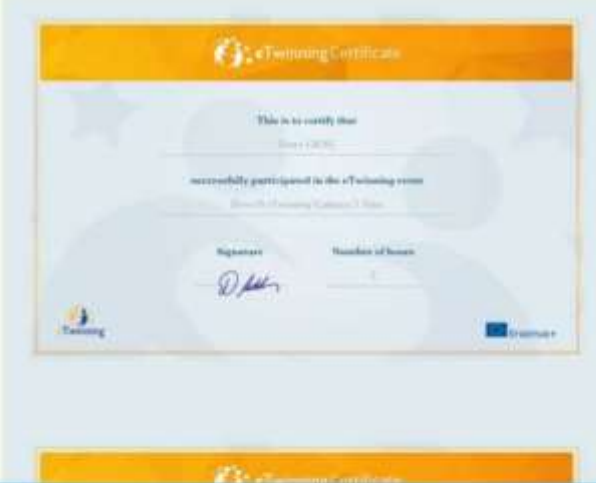 eTwinning Certificate
This is to certify that
successfully participated in the eTwinning event
Signature
Number of hours
eTwinning
Erasmus+
eTwinning Certificate